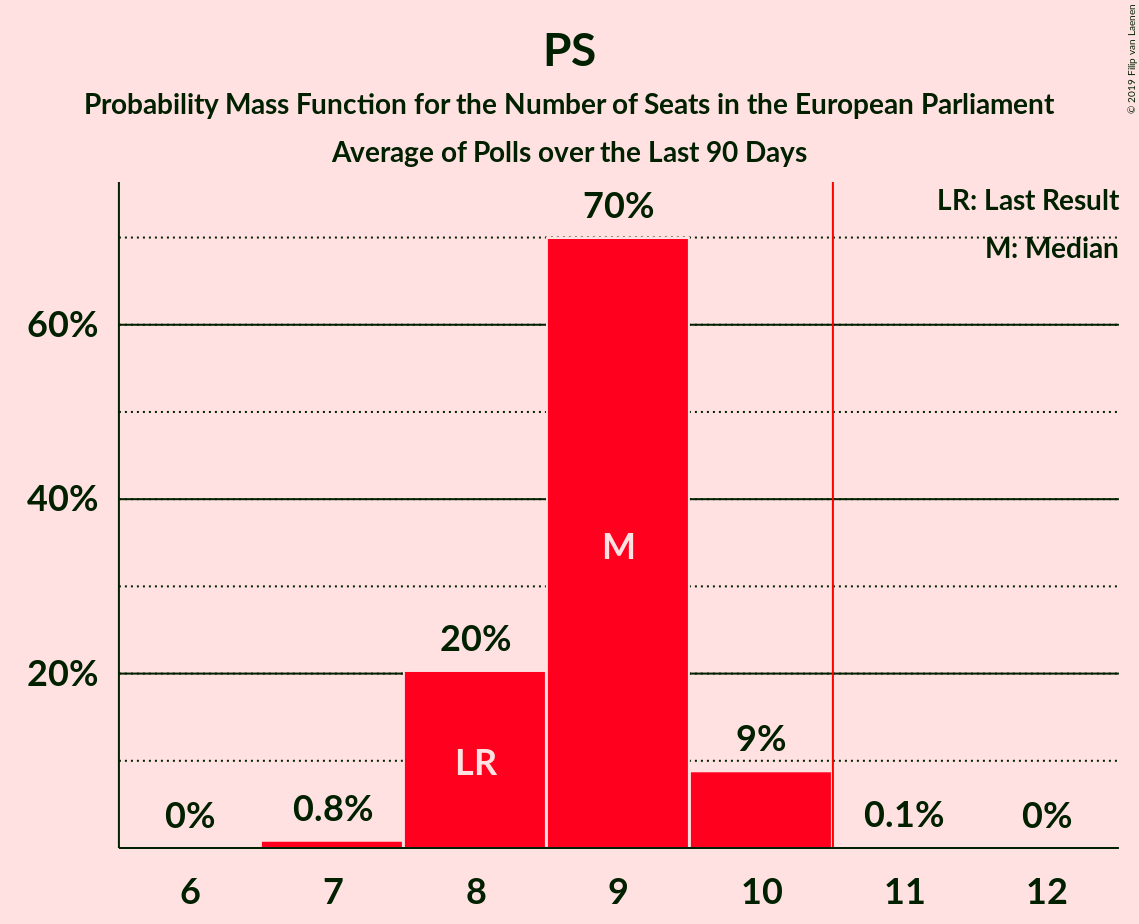 PS
Probability Mass Function for the Number of Seats in the European Parliament
Average of Polls over the Last 90 Days
© 2019 Filip van Laenen
LR: Last Result
M: Median
60%
40%
20%
0%
0.8%
20%
70%
9%
0.1%
0%
LR
M
6 7 8 9 10 11 12